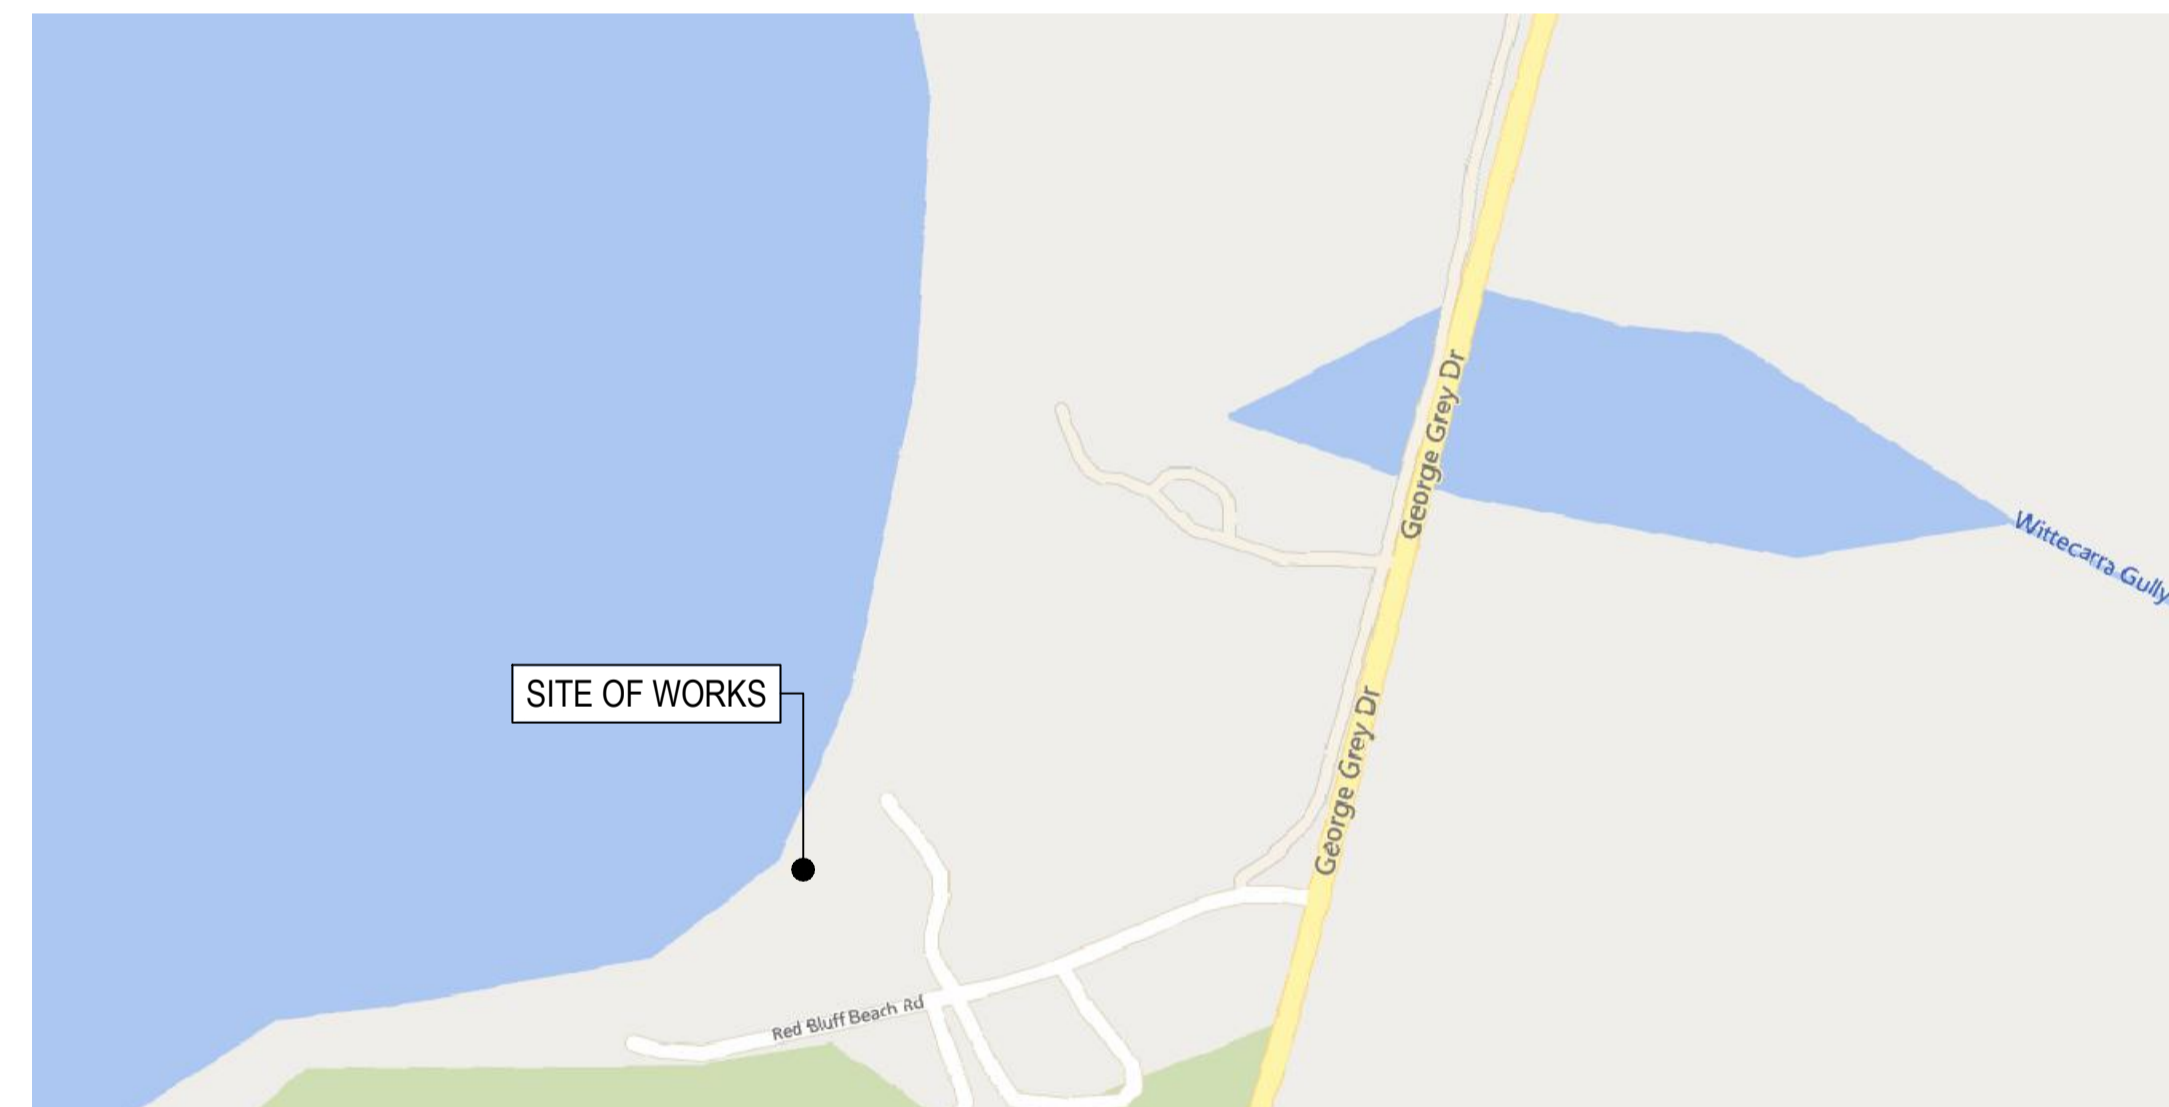 George Grey Dr
Wittecarra Gully
SITE OF WORKS
George Grey Dr
Red Bluff Beach Rd